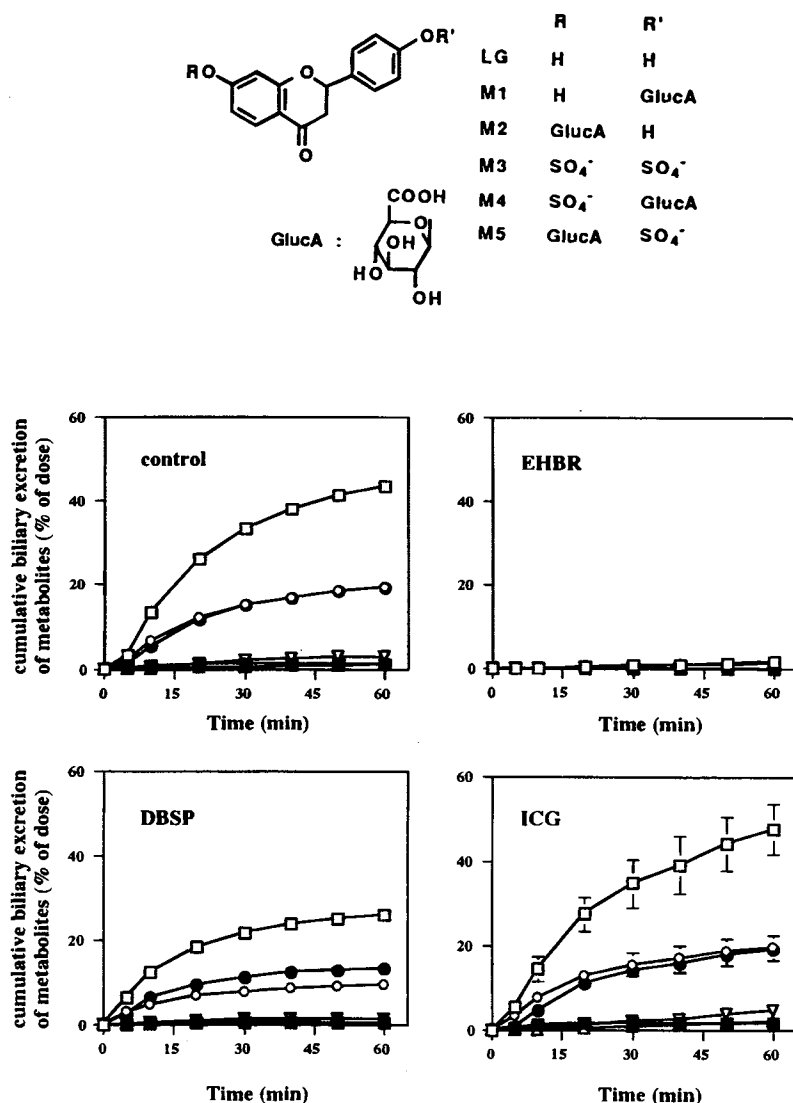 R R'
LG H H
M1 H GlucA
M2 GlucA H
M3 SO₄⁻ SO₄⁻
M4 SO₄⁻ GlucA
M5 GlucA SO₄⁻
OR'
RO
O
O
GlucA :
COOH
O
OH
HO
OH
cumulative biliary excretion
of metabolites (% of dose)
60
40
20
0
control
0 15 30 45 60
Time (min)
60
40
20
0
EHBR
0 15 30 45 60
Time (min)
cumulative biliary excretion
of metabolites (% of dose)
60
40
20
0
DBSP
0 15 30 45 60
Time (min)
60
40
20
0
ICG
0 15 30 45 60
Time (min)